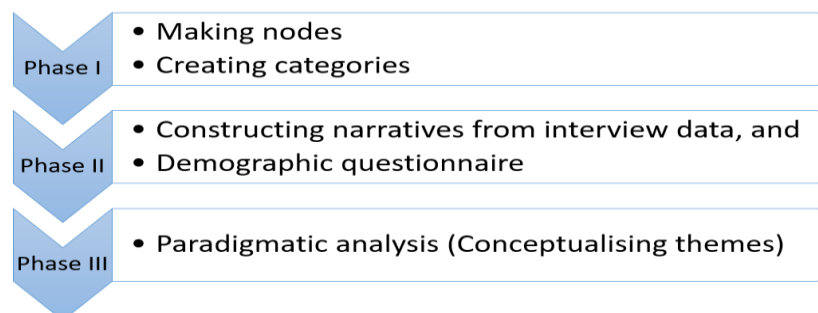 Phase I
• Making nodes
• Creating categories
Phase II
• Constructing narratives from interview data, and
• Demographic questionnaire
Phase III
• Paradigmatic analysis (Conceptualising themes)